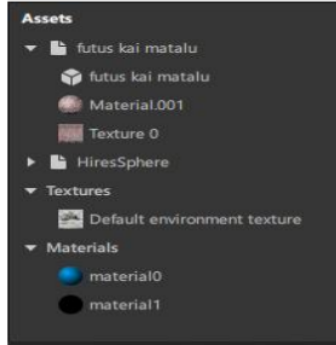 Assets
futus kai matalu
futus kai matalu
Material.001
Texture 0
HiresSphere
Textures
Default environment texture
Materials
material0
material1